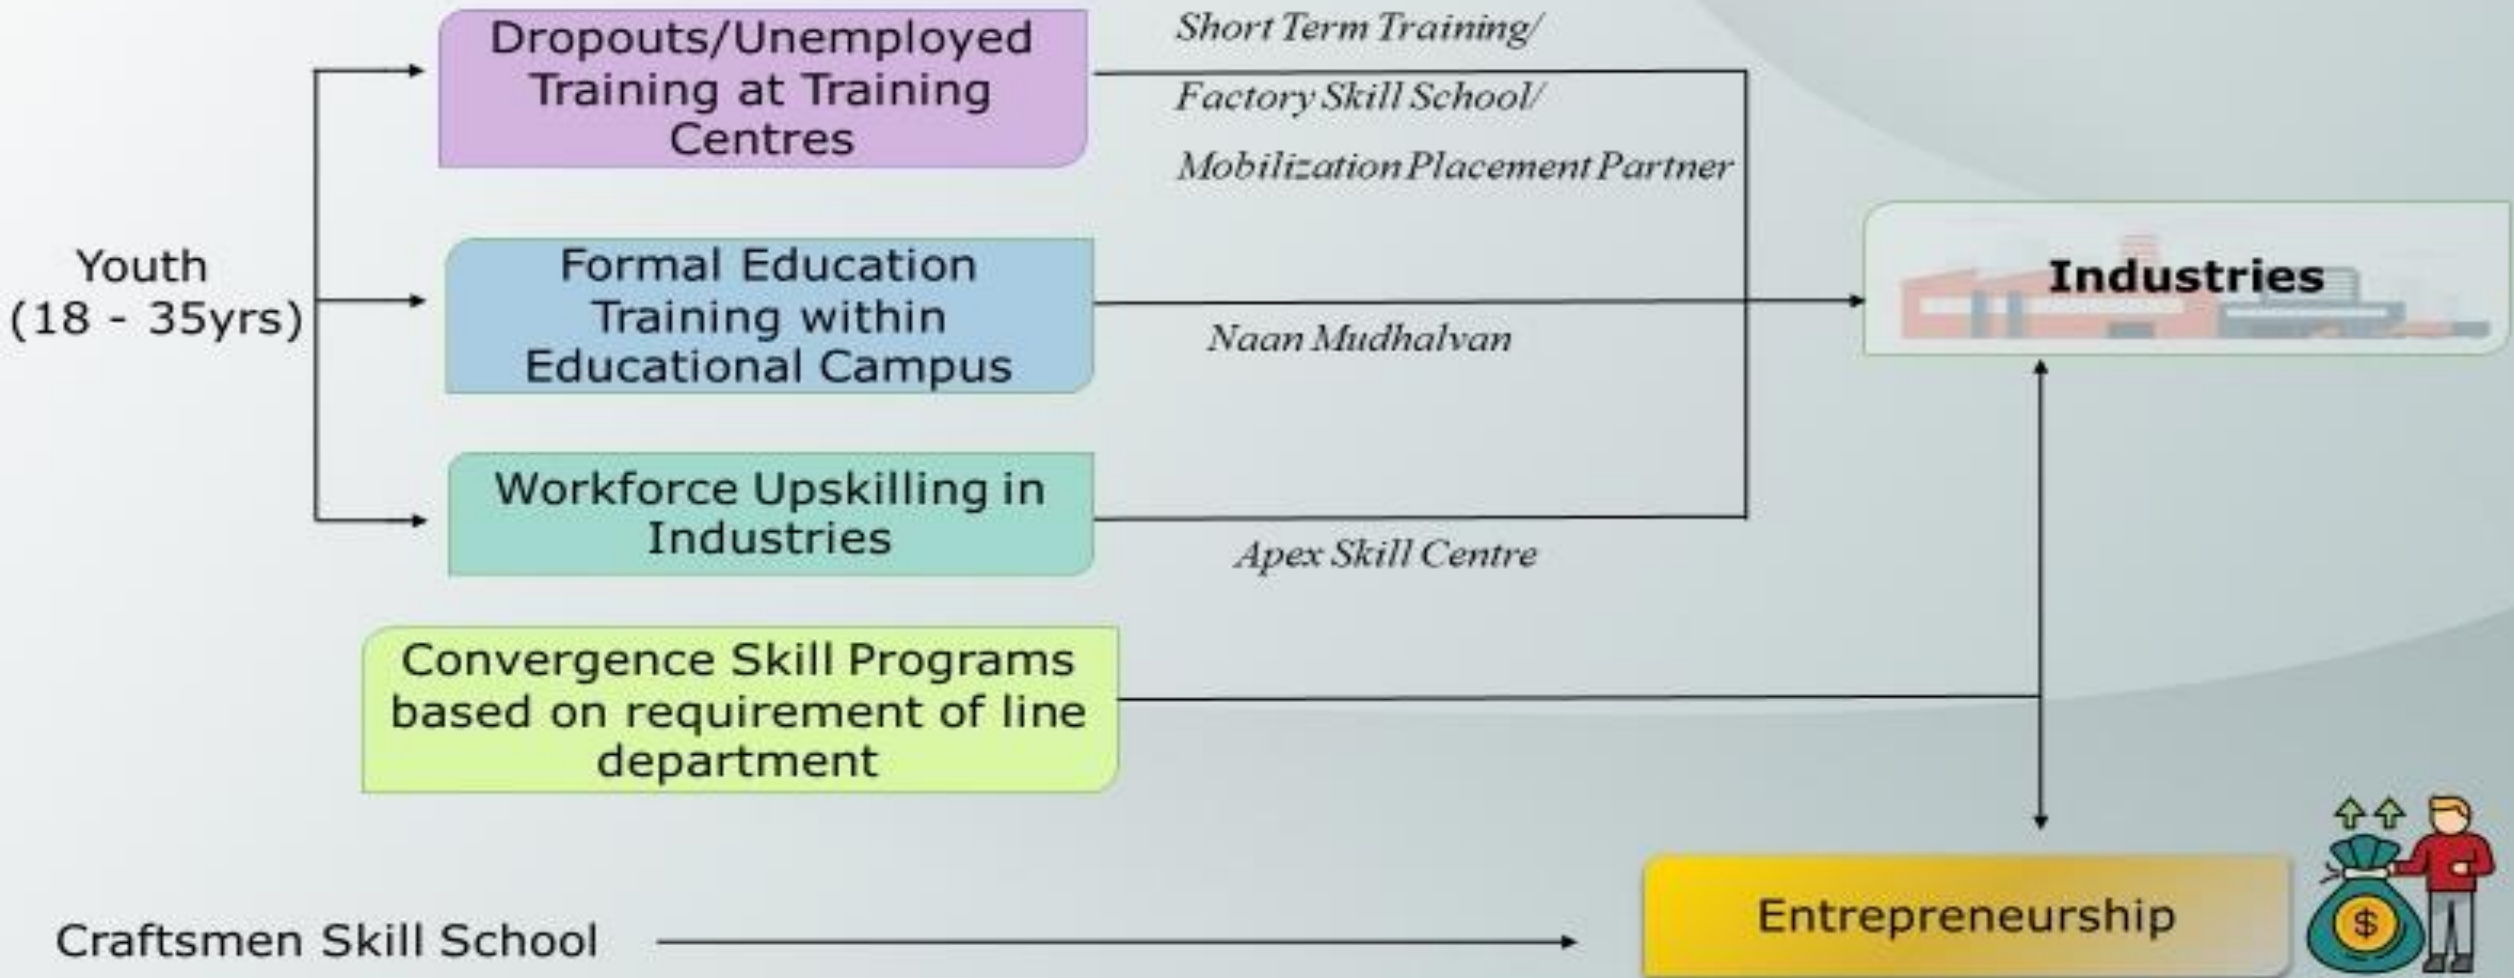 Dropouts/Unemployed
Training at Training
Centres
Short Term Training/
Factory Skill School/
Mobilization Placement Partner
Youth
(18 - 35yrs)
Formal Education
Training within
Educational Campus
Naan Mudhalvan
Industries
Workforce Upskilling in
Industries
Apex Skill Centre
Convergence Skill Programs
based on requirement of line
department
Craftsmen Skill School
Entrepreneurship
$